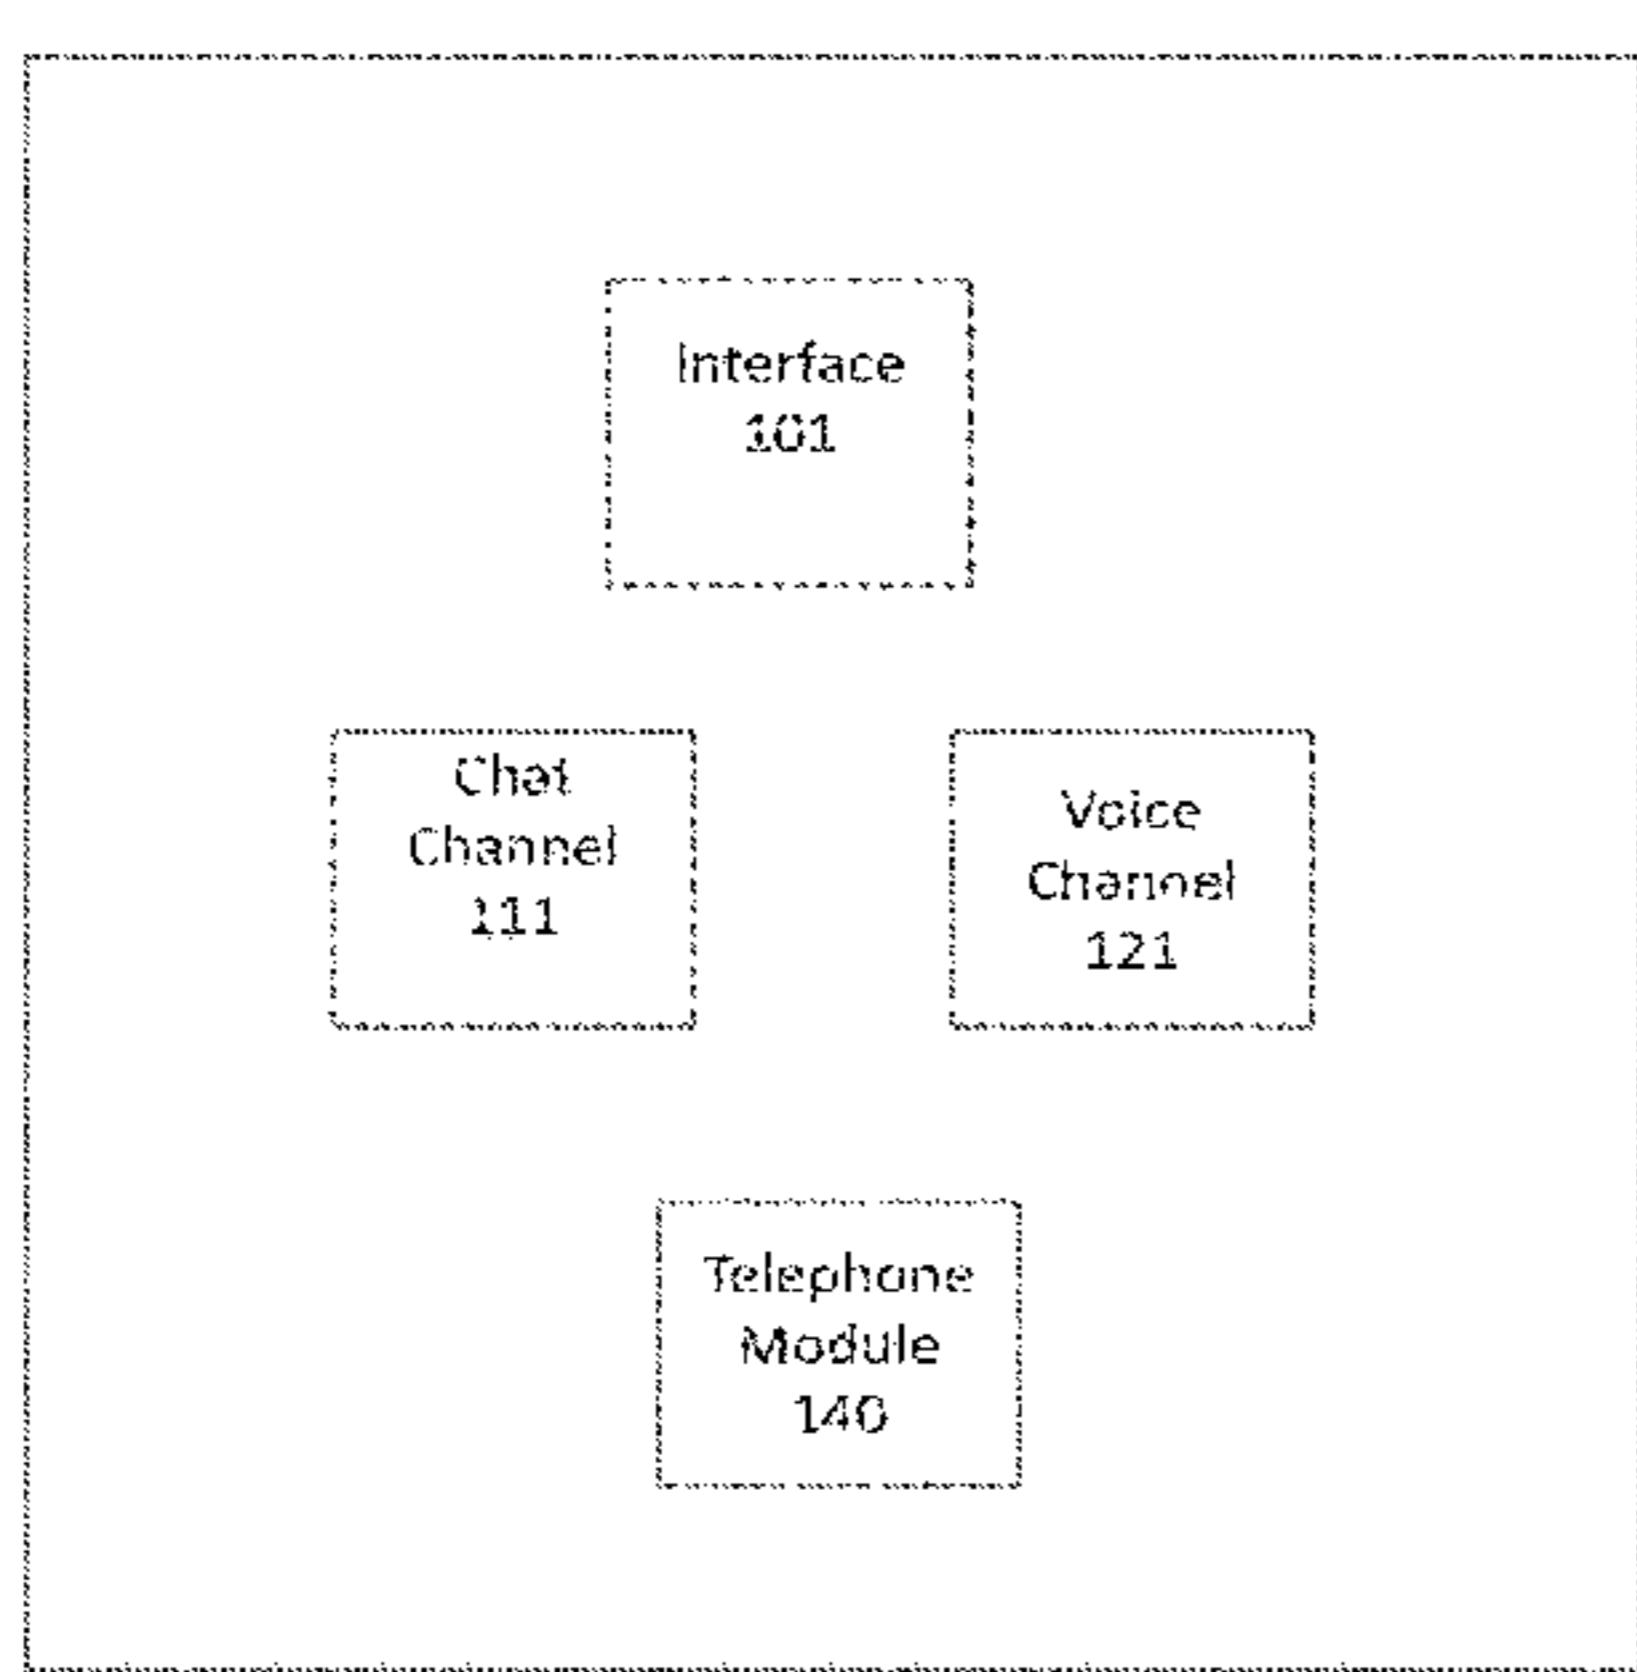 Interface
101
Chat
Channel
111
Voice
Channel
121
Telephone
Module
140